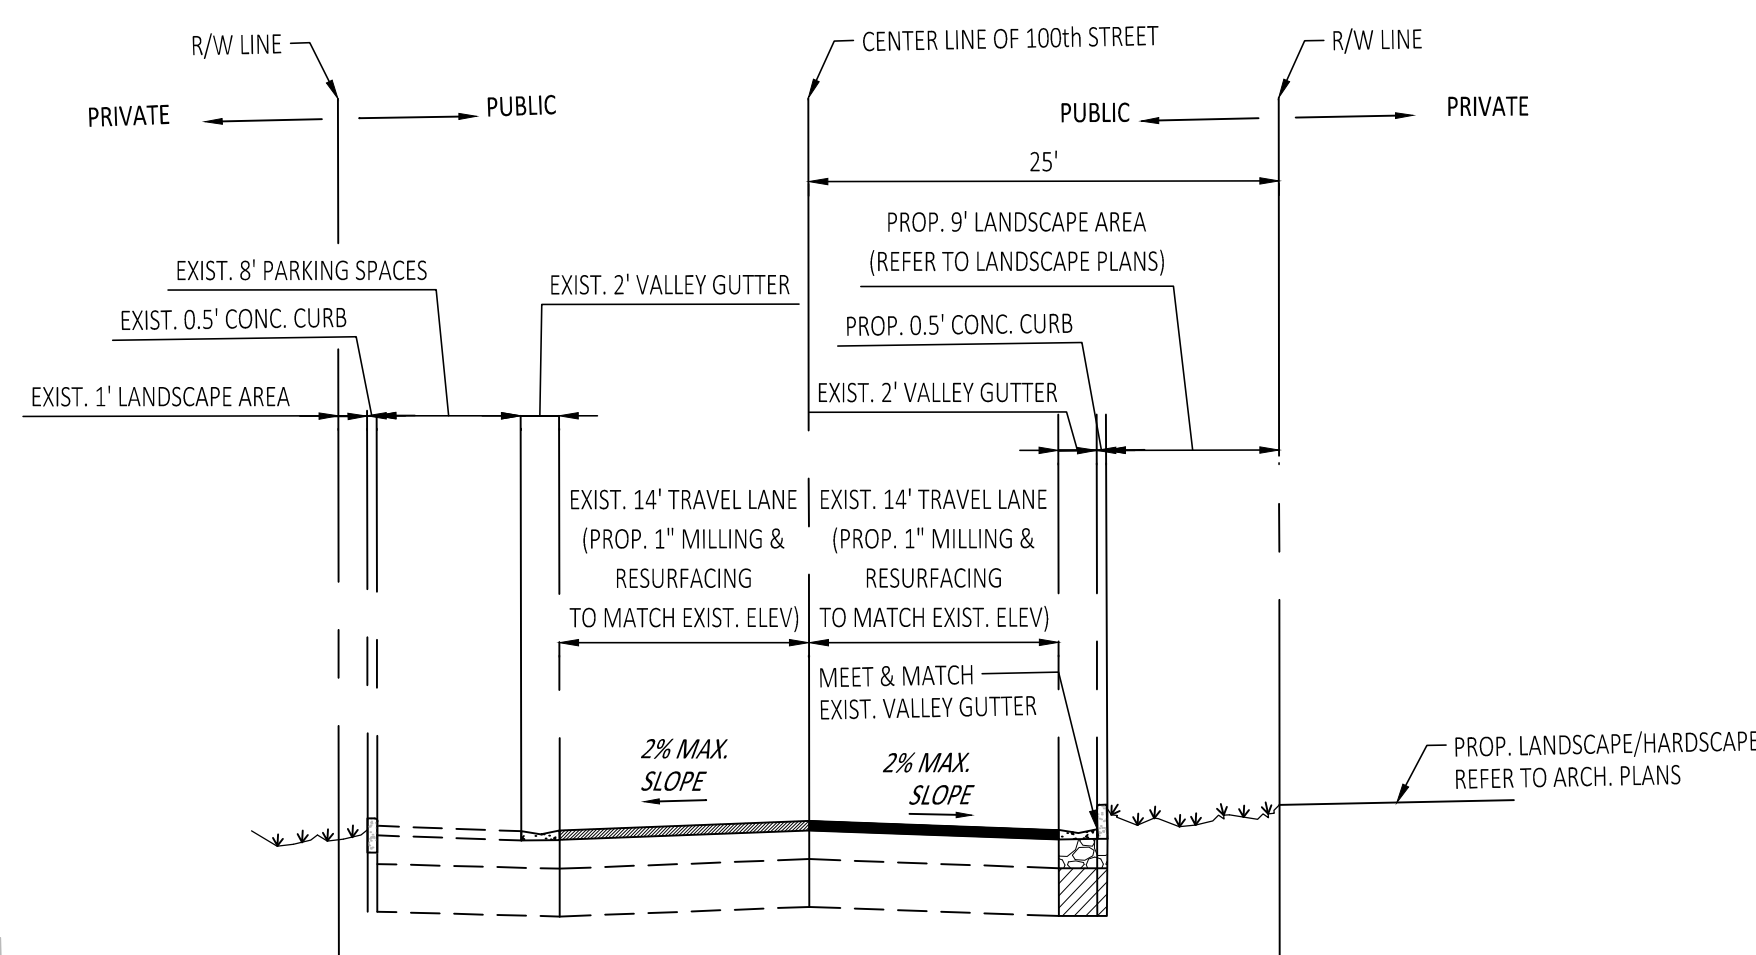 R/W LINE
CENTER LINE OF 100th STREET
R/W LINE
PRIVATE
PUBLIC
PUBLIC
PRIVATE
25'
PROP. 9' LANDSCAPE AREA
(REFER TO LANDSCAPE PLANS)
EXIST. 8' PARKING SPACES
EXIST. 2' VALLEY GUTTER
EXIST. 0.5' CONC. CURB
PROP. 0.5' CONC. CURB
EXIST. 1' LANDSCAPE AREA
EXIST. 2' VALLEY GUTTER
EXIST. 14' TRAVEL LANE
(PROP. 1" MILLING &
RESURFACING
TO MATCH EXIST. ELEV)
EXIST. 14' TRAVEL LANE
(PROP. 1" MILLING &
RESURFACING
TO MATCH EXIST. ELEV)
MEET & MATCH
EXIST. VALLEY GUTTER
2% MAX.
SLOPE
2% MAX.
SLOPE
PROP. LANDSCAPE/HARDSCAPE
REFER TO ARCH. PLANS